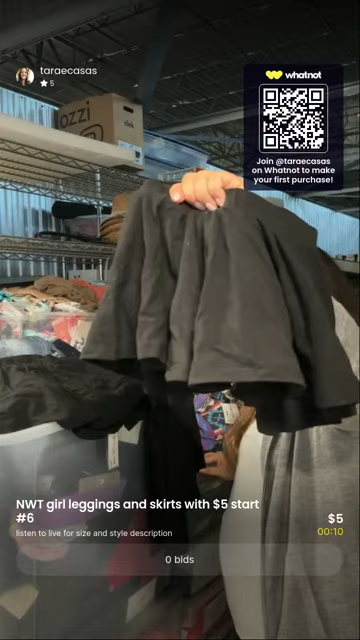 taraecasas
★ 5
ozzi
whatnot
Join @taraecasas
on Whatnot to make
your first purchase!
NWT girl leggings and skirts with $5 start
#6
$5
listen to live for size and style description
00:10
0 bids